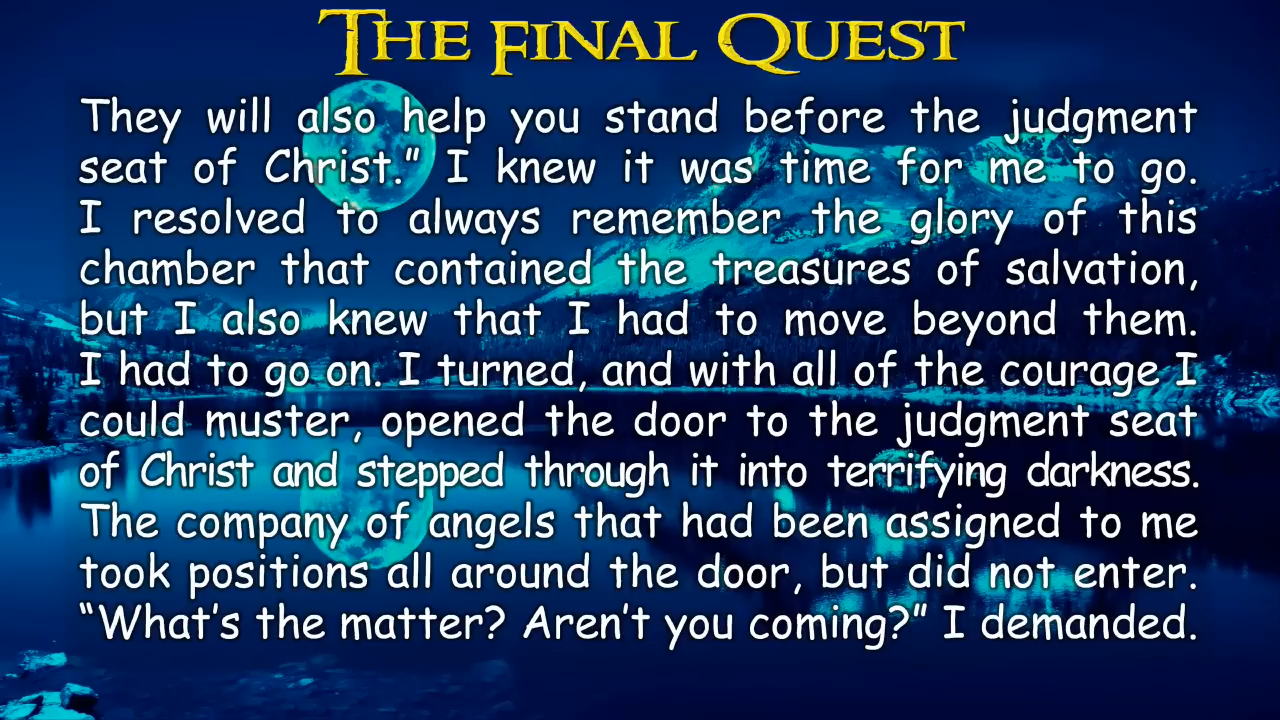 The Final Quest
They will also help you stand before the judgment
seat of Christ.” I knew it was time for me to go.
I resolved to always remember the glory of this
chamber that contained the treasures of salvation,
but I also knew that I had to move beyond them.
I had to go on. I turned, and with all of the courage I
could muster, opened the door to the judgment seat
of Christ and stepped through it into terrifying darkness.
The company of angels that had been assigned to me
took positions all around the door, but did not enter.
“What’s the matter? Aren’t you coming?” I demanded.